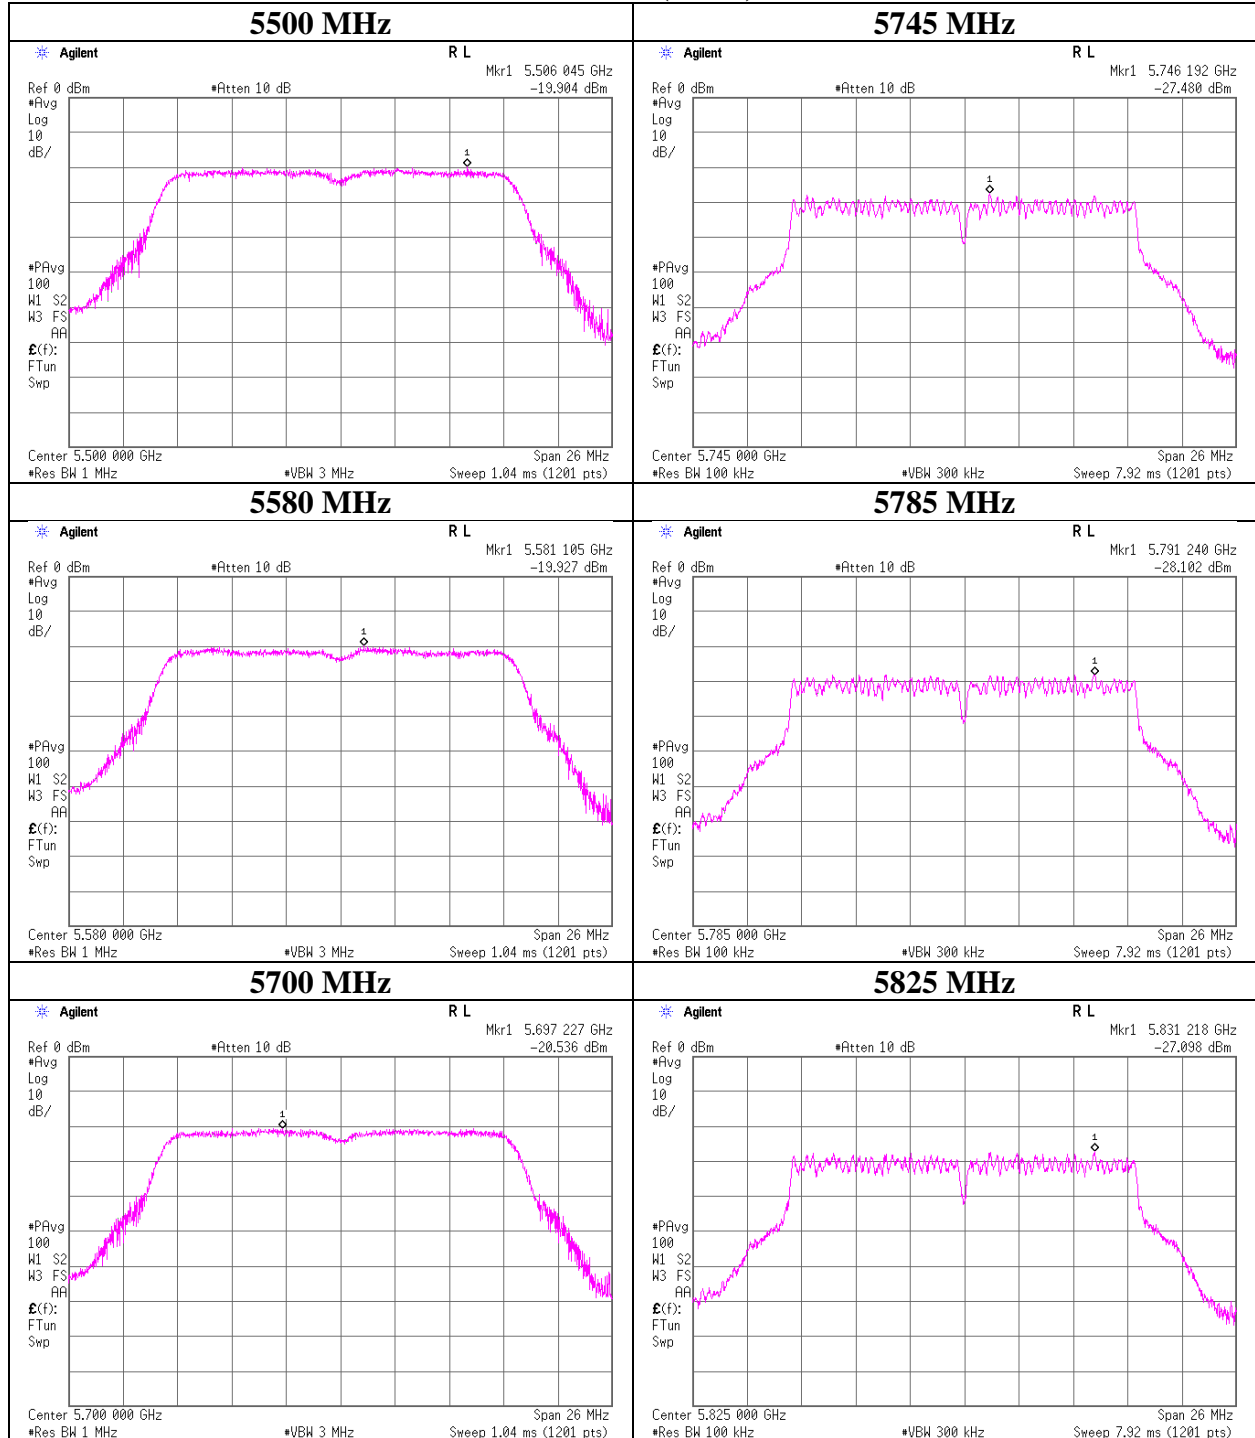 5500 MHz
Agilent R L
Mkr1 5.506 045 GHz
Ref 0 dBm #Atten 10 dB -19.904 dBm
#Avg
Log
10
dB/
1
#PAvg
100
W1 S2
W3 FS
AA
£(f):
FTun
Swp
Center 5.500 000 GHz Span 26 MHz
#Res BW 1 MHz #VBW 3 MHz Sweep 1.04 ms (1201 pts)
5745 MHz
Agilent R L
Mkr1 5.746 192 GHz
Ref 0 dBm #Atten 10 dB -27.480 dBm
#Avg
Log
10
dB/
1
#PAvg
100
W1 S2
W3 FS
AA
£(f):
FTun
Swp
Center 5.745 000 GHz Span 26 MHz
#Res BW 100 kHz #VBW 300 kHz Sweep 7.92 ms (1201 pts)
5580 MHz
Agilent R L
Mkr1 5.581 105 GHz
Ref 0 dBm #Atten 10 dB -19.927 dBm
#Avg
Log
10
dB/
1
#PAvg
100
W1 S2
W3 FS
AA
£(f):
FTun
Swp
Center 5.580 000 GHz Span 26 MHz
#Res BW 1 MHz #VBW 3 MHz Sweep 1.04 ms (1201 pts)
5785 MHz
Agilent R L
Mkr1 5.791 240 GHz
Ref 0 dBm #Atten 10 dB -28.102 dBm
#Avg
Log
10
dB/
1
#PAvg
100
W1 S2
W3 FS
AA
£(f):
FTun
Swp
Center 5.785 000 GHz Span 26 MHz
#Res BW 100 kHz #VBW 300 kHz Sweep 7.92 ms (1201 pts)
5700 MHz
Agilent R L
Mkr1 5.697 227 GHz
Ref 0 dBm #Atten 10 dB -20.536 dBm
#Avg
Log
10
dB/
1
#PAvg
100
W1 S2
W3 FS
AA
£(f):
FTun
Swp
Center 5.700 000 GHz Span 26 MHz
#Res BW 1 MHz #VBW 3 MHz Sweep 1.04 ms (1201 pts)
5825 MHz
Agilent R L
Mkr1 5.831 218 GHz
Ref 0 dBm #Atten 10 dB -27.098 dBm
#Avg
Log
10
dB/
1
#PAvg
100
W1 S2
W3 FS
AA
£(f):
FTun
Swp
Center 5.825 000 GHz Span 26 MHz
#Res BW 100 kHz #VBW 300 kHz Sweep 7.92 ms (1201 pts)